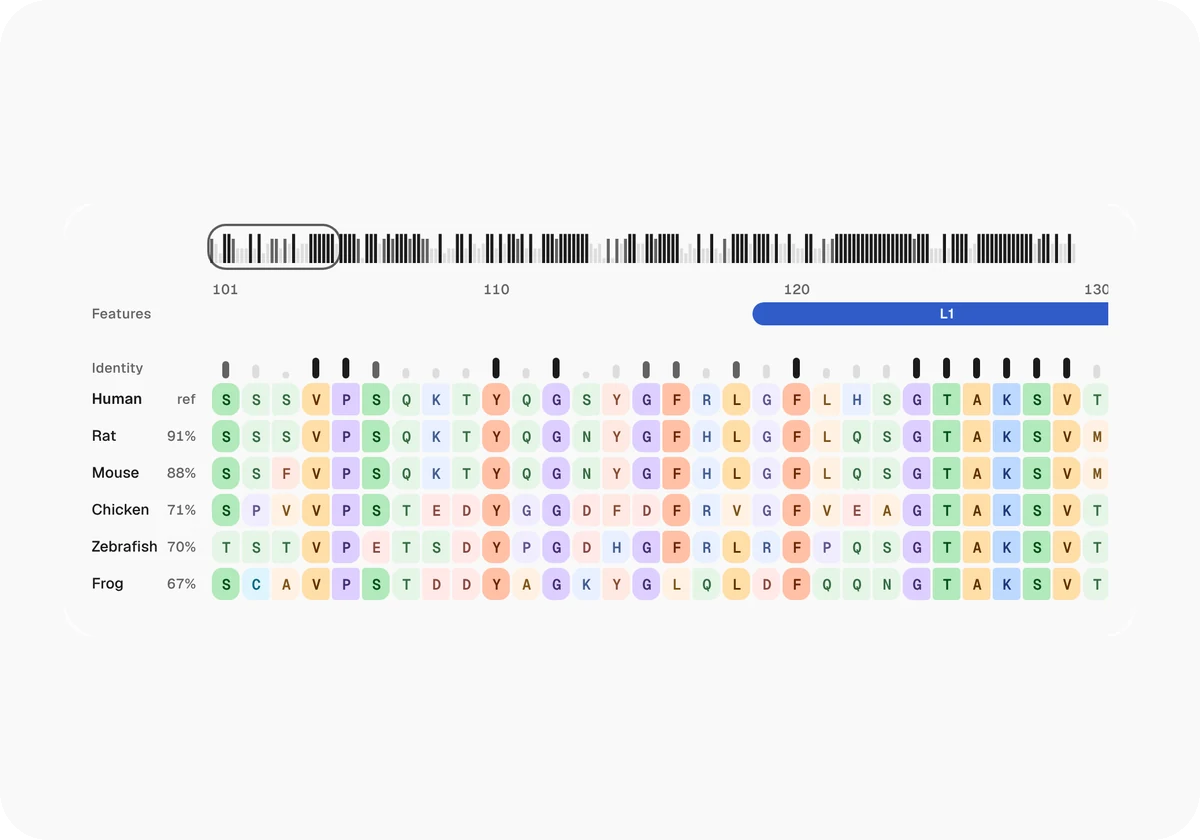 101 110 120 130
Features L1
Identity
Human ref S S S V P S Q K T Y Q G S Y G F R L G F L H S G T A K S V T
Rat 91% S S S V P S Q K T Y Q G N Y G F H L G F L Q S G T A K S V M
Mouse 88% S S F V P S Q K T Y Q G N Y G F H L G F L Q S G T A K S V M
Chicken 71% S P V V P S T E D Y G G D F D F R V G F V E A G T A K S V T
Zebrafish 70% T S T V P E T S D Y P G D H G F R L R F P Q S G T A K S V T
Frog 67% S C A V P S T D D Y A G K Y G L Q L D F Q Q N G T A K S V T